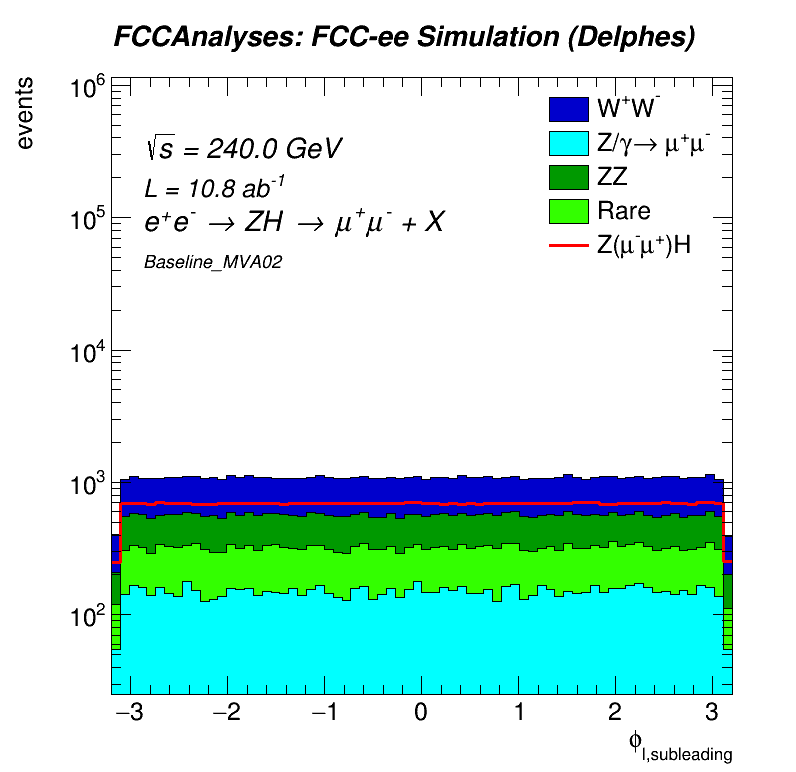 FCCAnalyses: FCC-ee Simulation (Delphes)
events
10⁶
10⁵
10⁴
10³
10²
√s = 240.0 GeV
L = 10.8 ab⁻¹
e⁺e⁻ → ZH → μ⁺μ⁻ + X
Baseline_MVA02
W⁺W⁻
Z/γ→ μ⁺μ⁻
ZZ
Rare
Z(μ⁻μ⁺)H
−3 −2 −1 0 1 2 3
ϕ_l,subleading